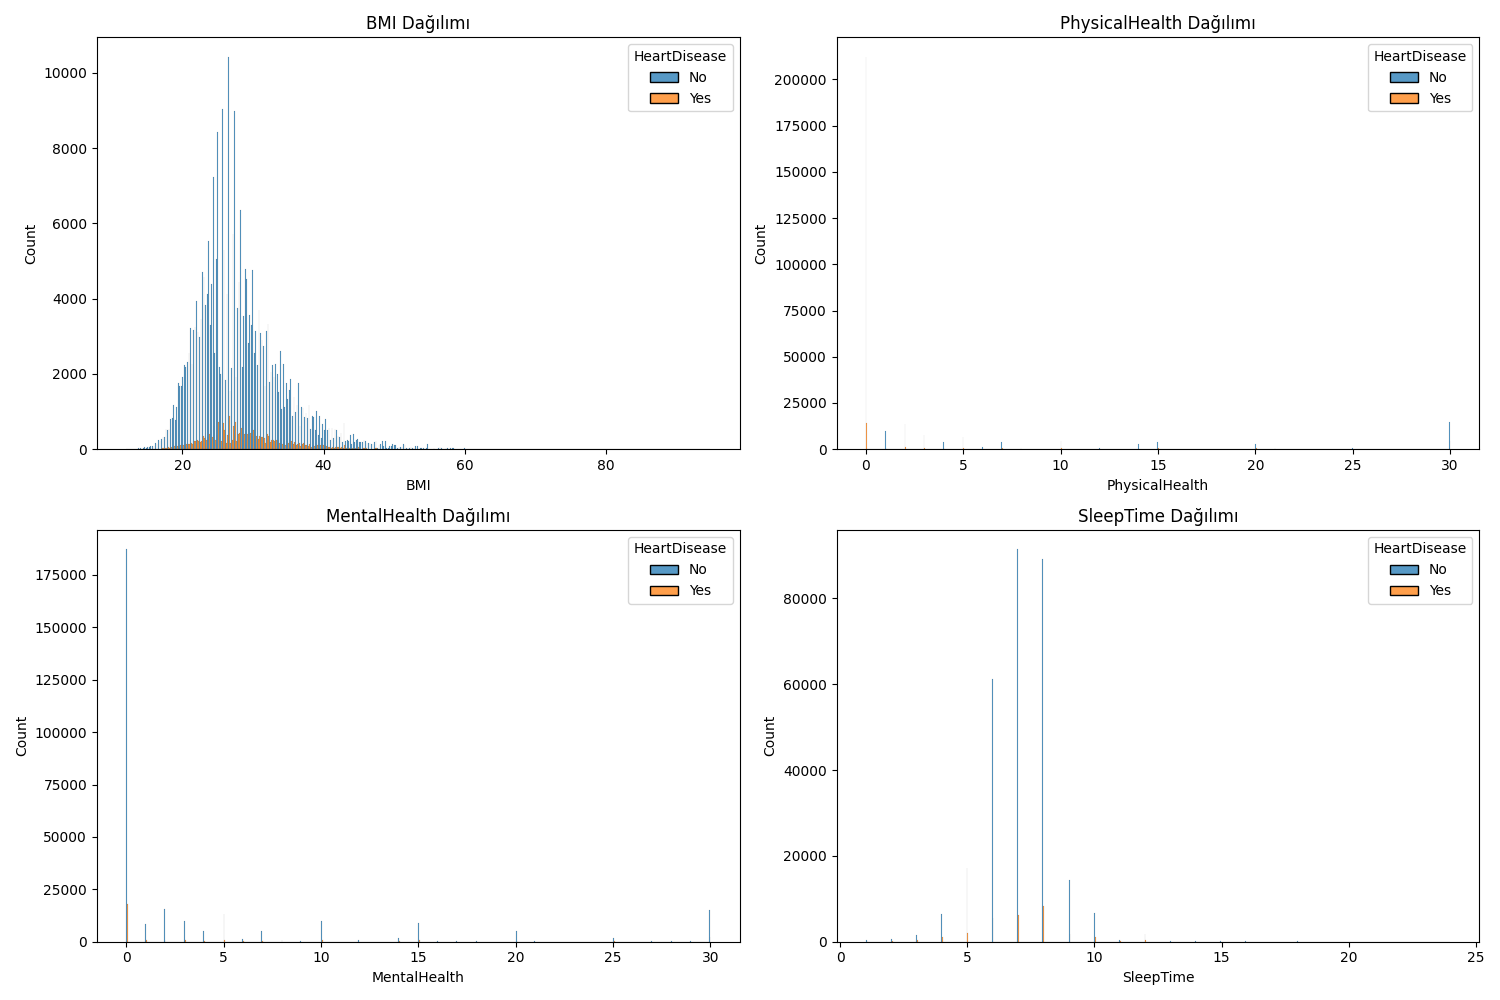 BMI Dağılımı
HeartDisease
No
Yes
10000
8000
6000
4000
2000
0
Count
20
40
60
80
BMI
PhysicalHealth Dağılımı
HeartDisease
No
Yes
200000
175000
150000
125000
100000
75000
50000
25000
0
Count
0
5
10
15
20
25
30
PhysicalHealth
MentalHealth Dağılımı
HeartDisease
No
Yes
175000
150000
125000
100000
75000
50000
25000
0
Count
0
5
10
15
20
25
30
MentalHealth
SleepTime Dağılımı
HeartDisease
No
Yes
80000
60000
40000
20000
0
Count
0
5
10
15
20
25
SleepTime